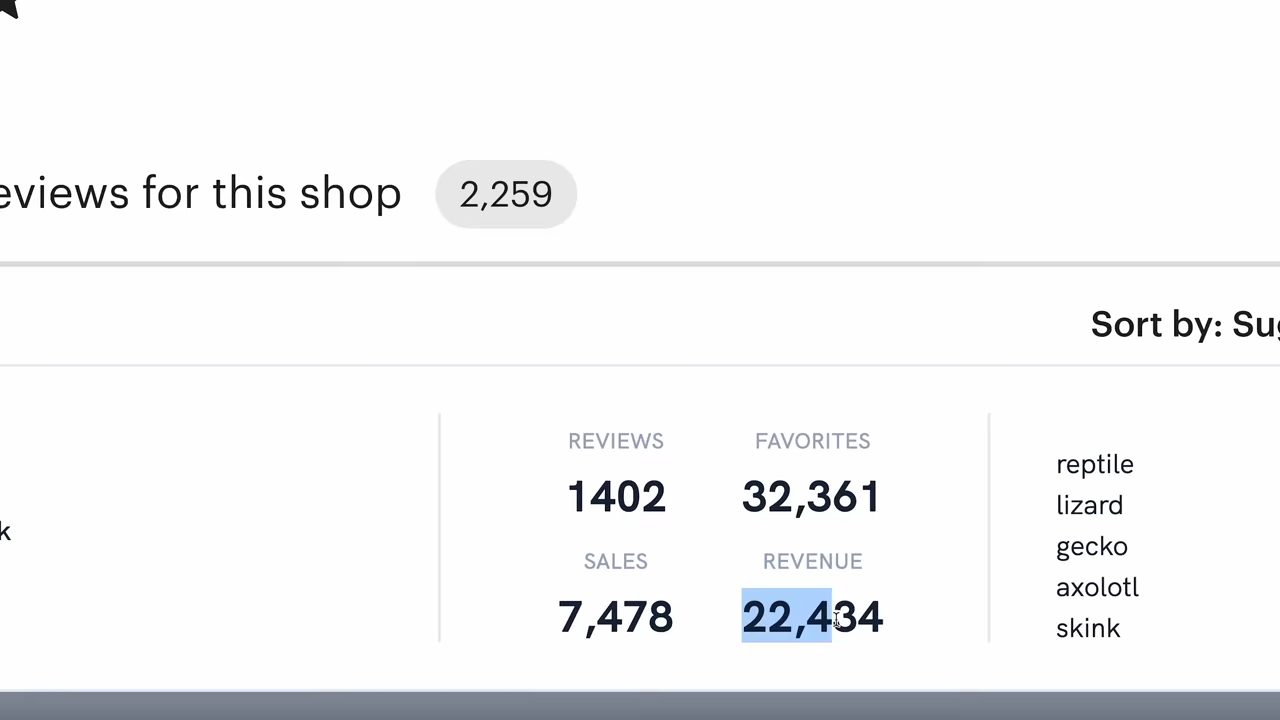 eviews for this shop 2,259
Sort by: Sug
REVIEWS FAVORITES
1402 32,361
SALES REVENUE
7,478 22,434
k
reptile
lizard
gecko
axolotl
skink